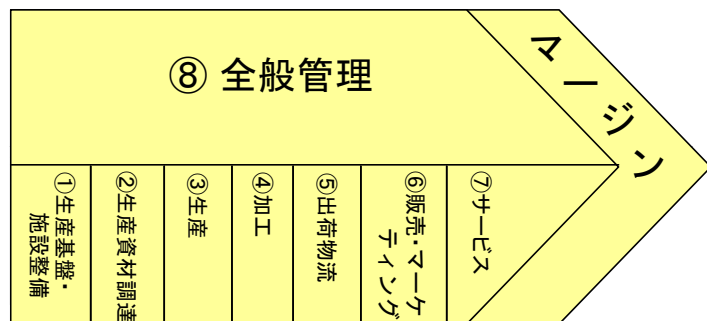 ⑧ 全般管理
マージン
①生産基盤・
施設整備
②生産資材調達
③生産
④加工
⑤出荷物流
⑥販売・マーケ
ティング
⑦サービス